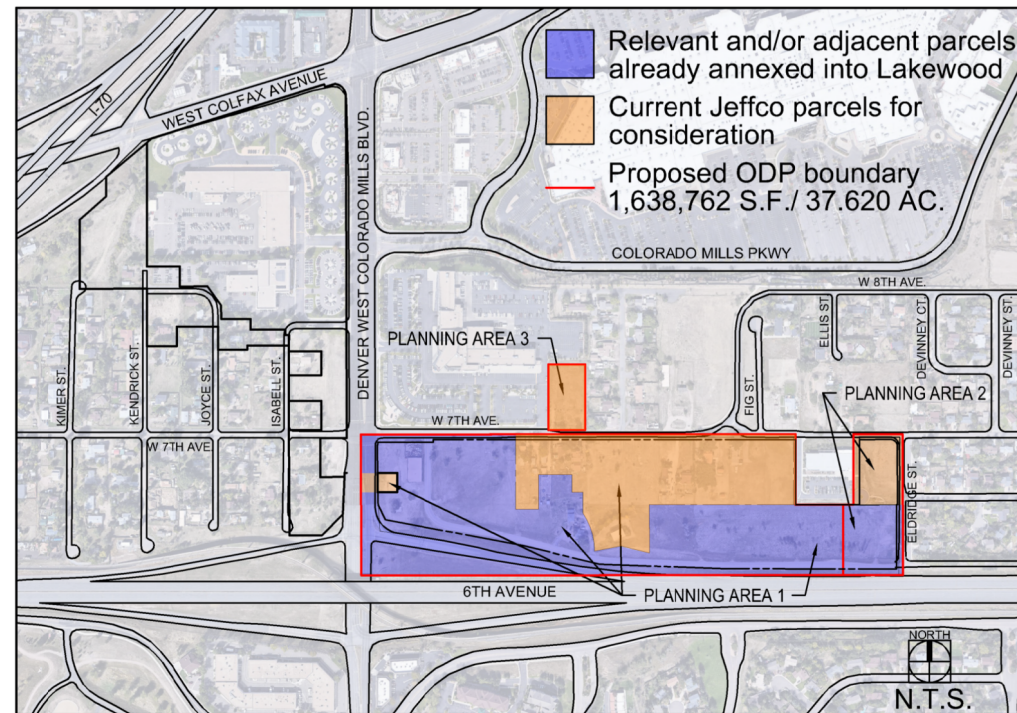 Relevant and/or adjacent parcels
already annexed into Lakewood
Current Jeffco parcels for
consideration
Proposed ODP boundary
1,638,762 S.F./ 37.620 AC.
I-70
WEST COLFAX AVENUE
DENVER WEST COLORADO MILLS BLVD.
COLORADO MILLS PKWY
W 8TH AVE.
KIMER ST.
KENDRICK ST.
JOYCE ST.
ISABELL ST.
PLANNING AREA 3
ELLIS ST.
DEVINNEY CT.
DEVINNEY ST.
FIG ST.
PLANNING AREA 2
W 7TH AVE.
W 7TH AVE.
ELDRIDGE ST.
6TH AVENUE
PLANNING AREA 1
NORTH
N.T.S.